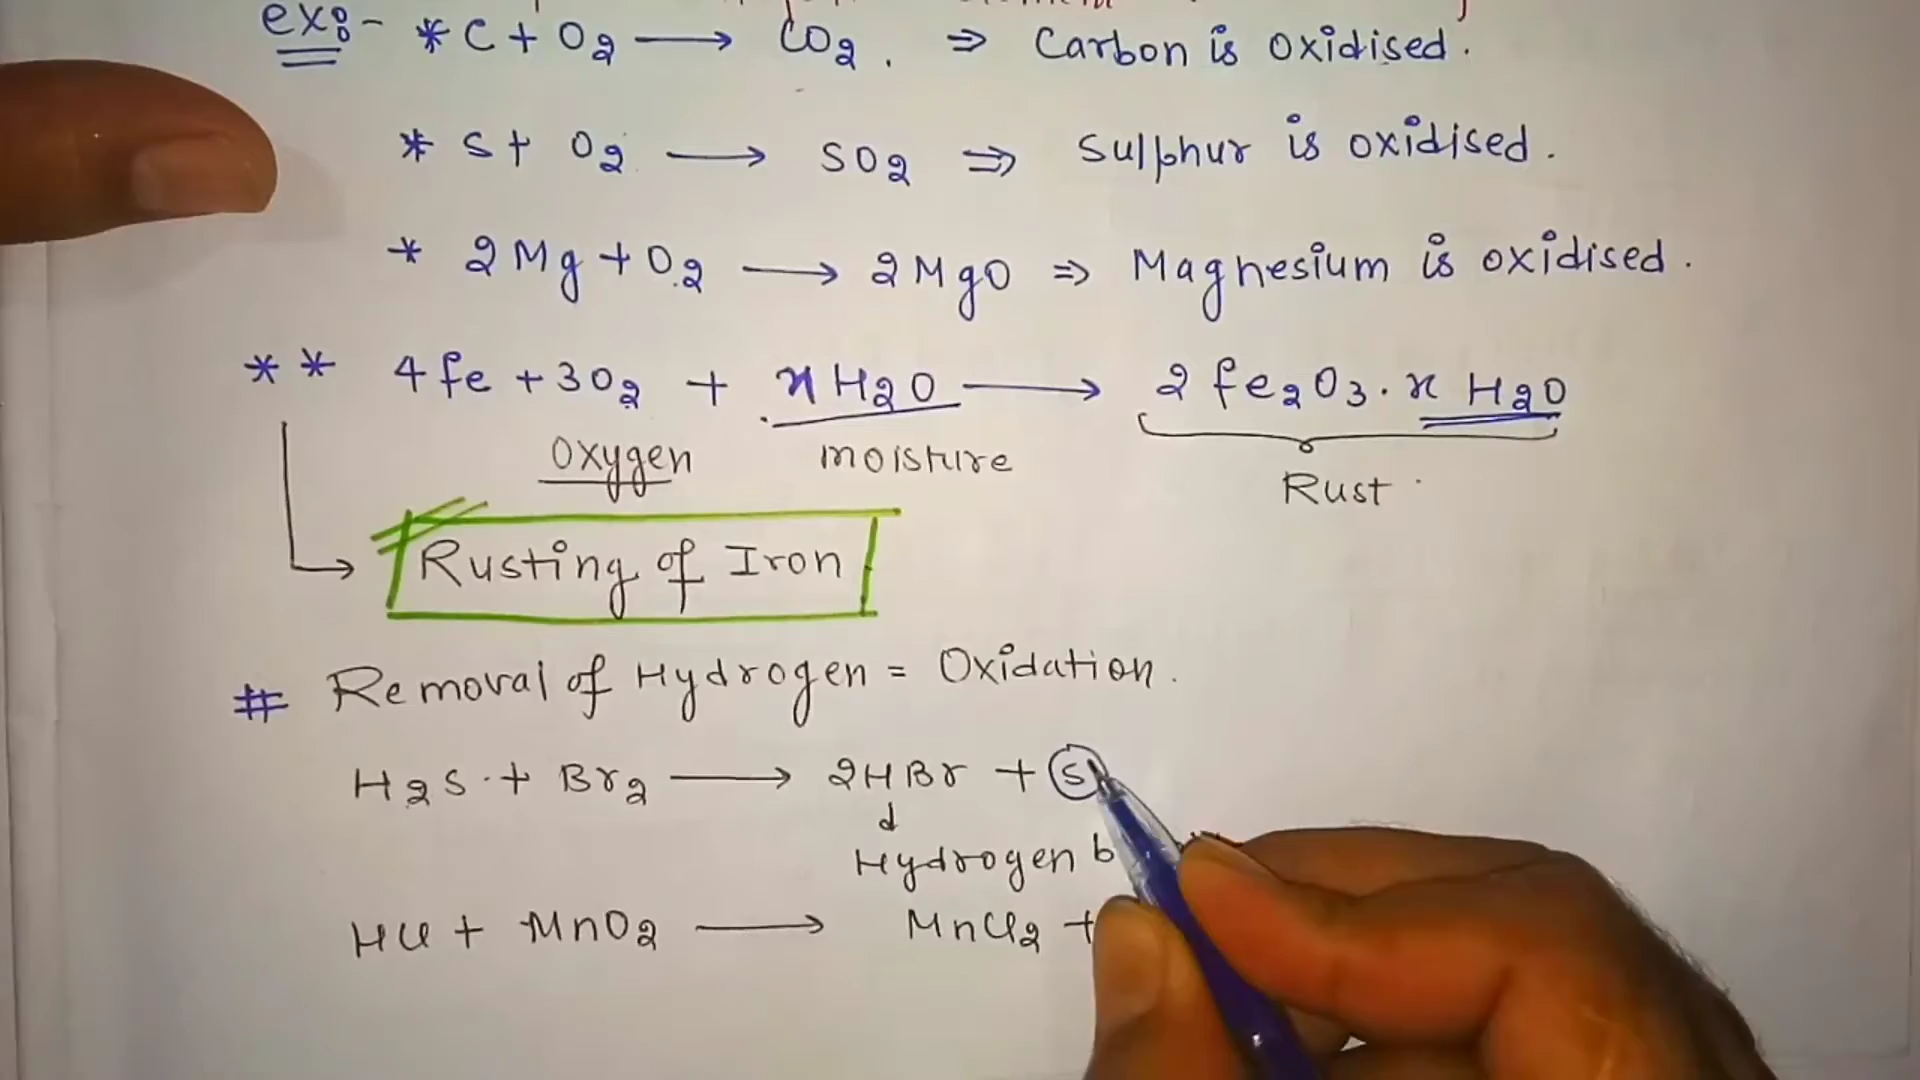 ex:- * C + O2 → CO2. ⇒ Carbon is oxidised.
* S + O2 → SO2 ⇒ Sulphur is oxidised.
* 2Mg + O2 → 2MgO ⇒ Magnesium is oxidised.
** 4fe + 3O2 + xH2O → 2fe2O3.xH2O
Oxygen moisture Rust
Rusting of Iron
# Removal of Hydrogen = Oxidation.
H2S + Br2 → 2HBr + S
Hydrogen b
HCl + MnO2 → MnCl2 +